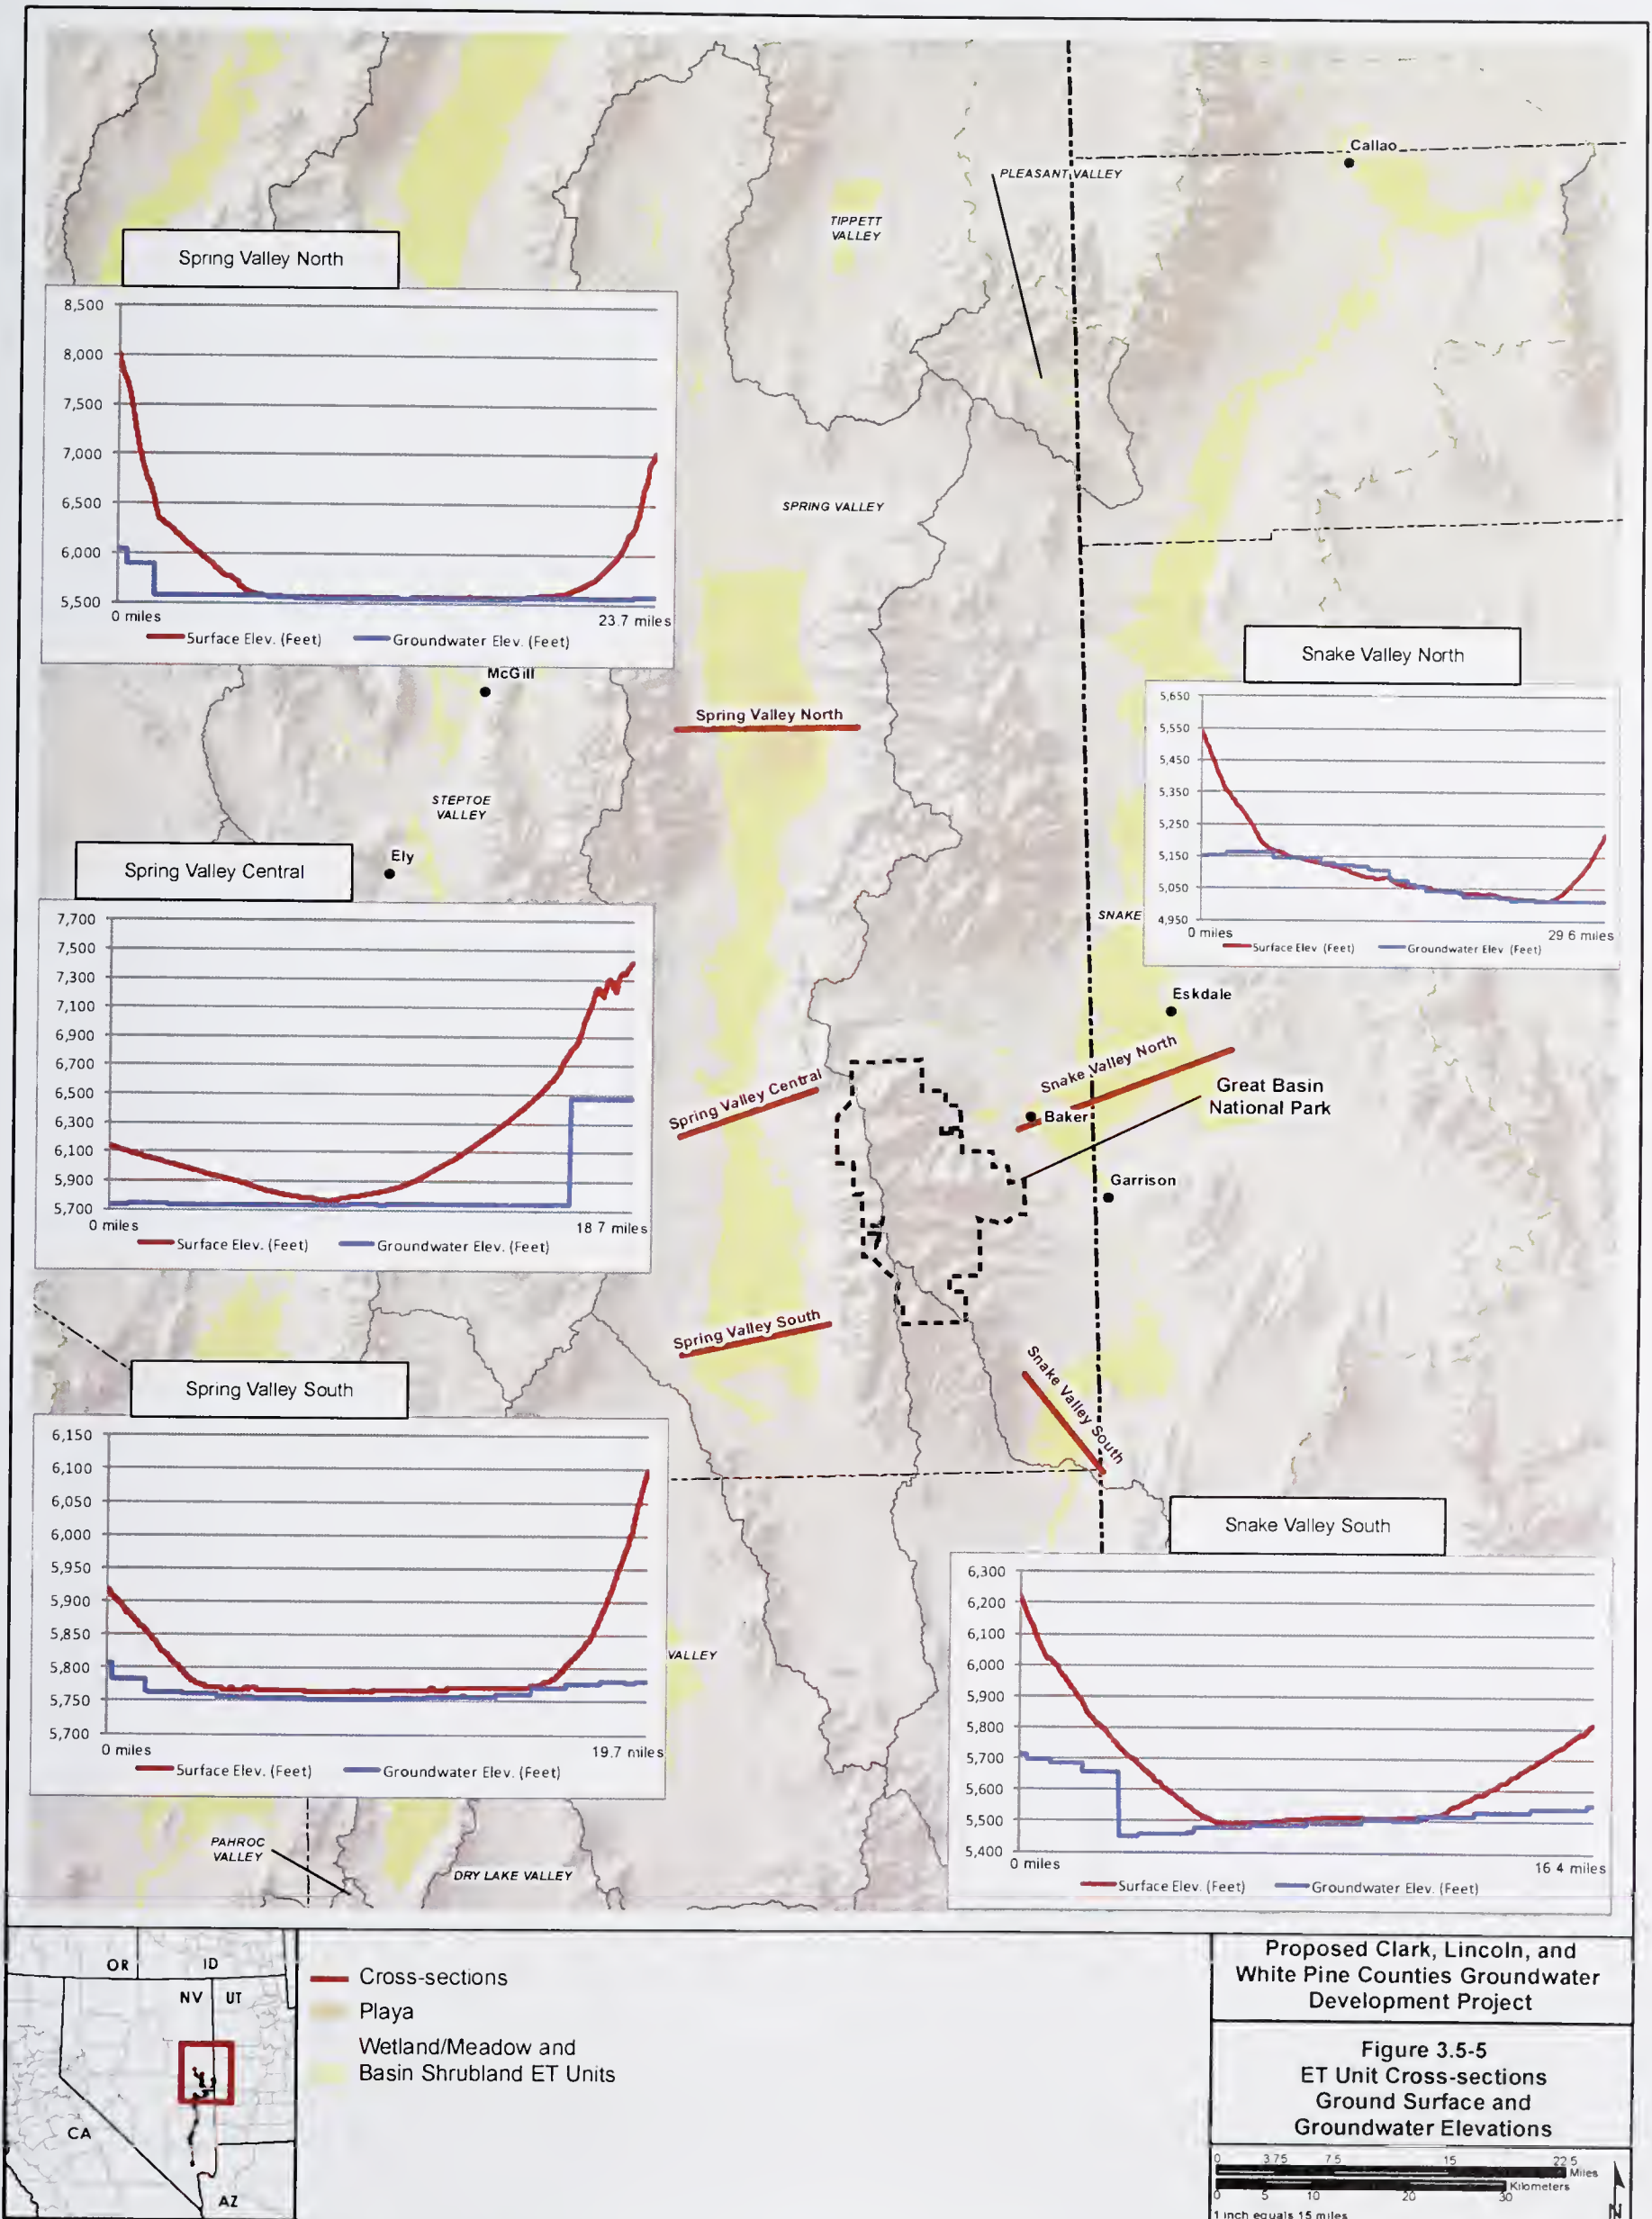 Callao
PLEASANT VALLEY
TIPPETT
VALLEY
Spring Valley North
8,500
8,000
7,500
7,000
6,500
6,000
5,500
0 miles
23.7 miles
Surface Elev. (Feet)
Groundwater Elev. (Feet)
SPRING VALLEY
McGill
Spring Valley North
STEPTOE
VALLEY
Ely
Snake Valley North
5,650
5,550
5,450
5,350
5,250
5,150
5,050
4,950
0 miles
29 6 miles
Surface Elev (Feet)
Groundwater Elev. (Feet)
SNAKE
Spring Valley Central
7,700
7,500
7,300
7,100
6,900
6,700
6,500
6,300
6,100
5,900
5,700
0 miles
18 7 miles
Surface Elev. (Feet)
Groundwater Elev. (Feet)
Eskdale
Snake Valley North
Spring Valley Central
Great Basin
National Park
Baker
Garrison
Spring Valley South
Snake Valley South
Spring Valley South
6,150
6,100
6,050
6,000
5,950
5,900
5,850
5,800
5,750
5,700
0 miles
19.7 miles
Surface Elev. (Feet)
Groundwater Elev. (Feet)
VALLEY
Snake Valley South
6,300
6,200
6,100
6,000
5,900
5,800
5,700
5,600
5,500
5,400
0 miles
16 4 miles
Surface Elev. (Feet)
Groundwater Elev. (Feet)
PAHROC
VALLEY
DRY LAKE VALLEY
OR
ID
NV
UT
CA
AZ
Cross-sections
Playa
Wetland/Meadow and
Basin Shrubland ET Units
Proposed Clark, Lincoln, and
White Pine Counties Groundwater
Development Project
Figure 3.5-5
ET Unit Cross-sections
Ground Surface and
Groundwater Elevations
0 3.75 7.5 15 22 5
Miles
Kilometers
0 5 10 20 30
1 inch equals 15 miles
N